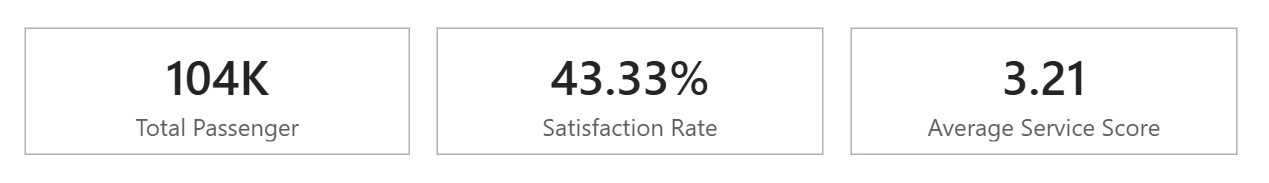 104K
Total Passenger
43.33%
Satisfaction Rate
3.21
Average Service Score